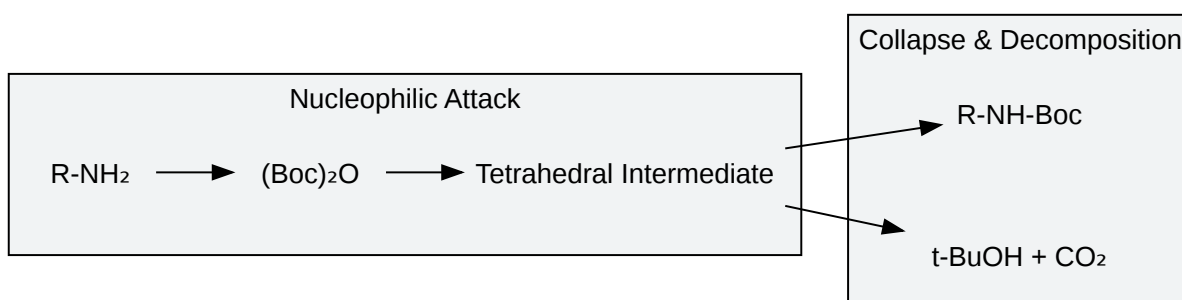 Collapse & Decomposition
Nucleophilic Attack
R-NH₂ (Boc)₂O Tetrahedral Intermediate
R-NH-Boc
t-BuOH + CO₂